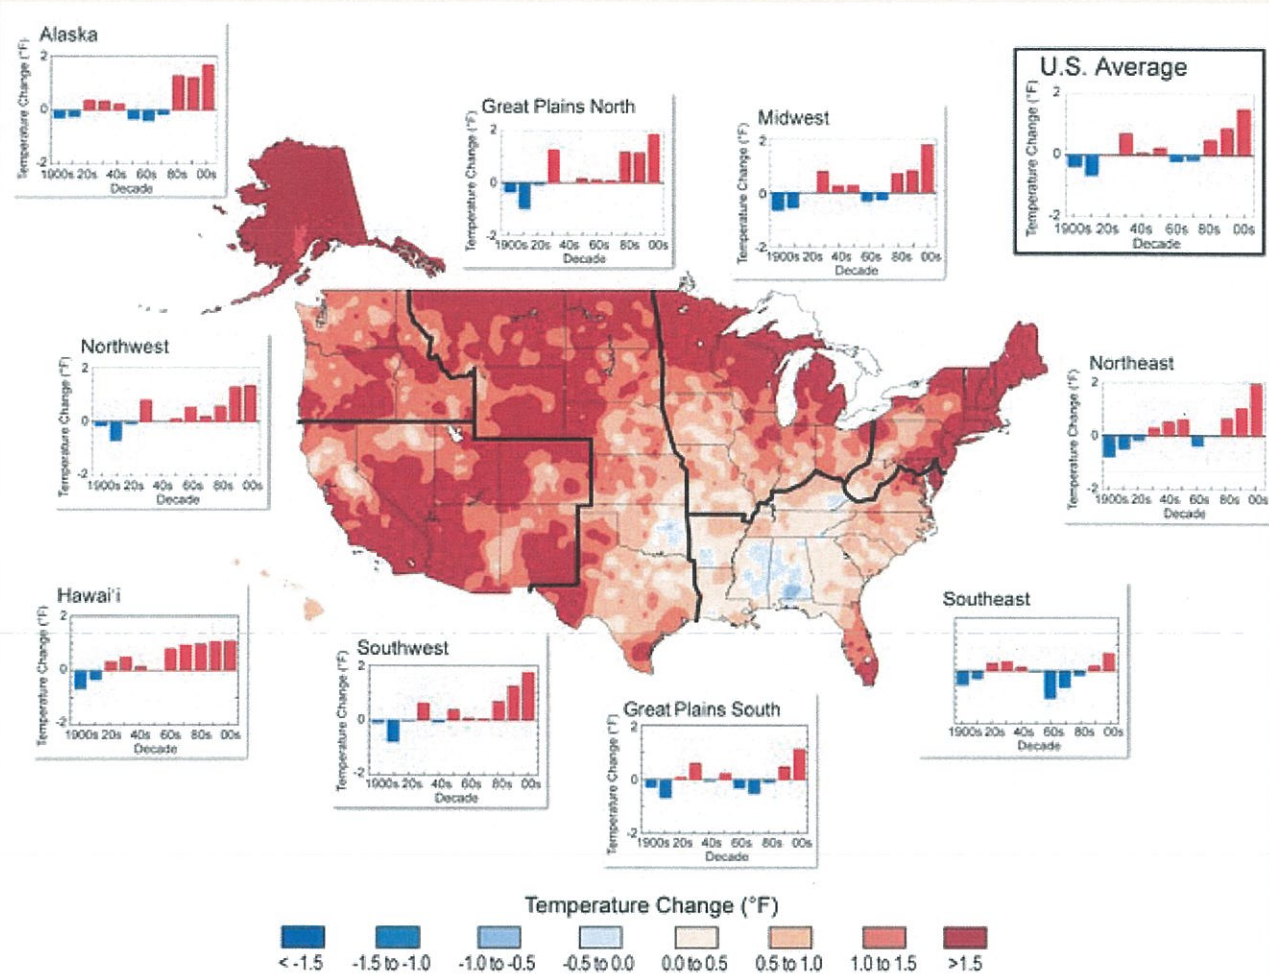 Alaska
Temperature Change (°F)
2
0
-2
1900s 20s 40s 60s 80s 00s
Decade
Great Plains North
Temperature Change (°F)
2
0
-2
1900s 20s 40s 60s 80s 00s
Decade
Midwest
Temperature Change (°F)
2
0
-2
1900s 20s 40s 60s 80s 00s
Decade
U.S. Average
Temperature Change (°F)
2
0
-2
1900s 20s 40s 60s 80s 00s
Decade
Northwest
Temperature Change (°F)
2
0
-2
1900s 20s 40s 60s 80s 00s
Decade
Northeast
Temperature Change (°F)
2
0
-2
1900s 20s 40s 60s 80s 00s
Decade
Hawai'i
Temperature Change (°F)
2
0
-2
1900s 20s 40s 60s 80s 00s
Decade
Southwest
Temperature Change (°F)
2
0
-2
1900s 20s 40s 60s 80s 00s
Decade
Great Plains South
Temperature Change (°F)
2
0
-2
1900s 20s 40s 60s 80s 00s
Decade
Southeast
1900s 20s 40s 60s 80s 00s
Decade
Temperature Change (°F)
< -1.5 -1.5 to -1.0 -1.0 to -0.5 -0.5 to 0.0 0.0 to 0.5 0.5 to 1.0 1.0 to 1.5 >1.5